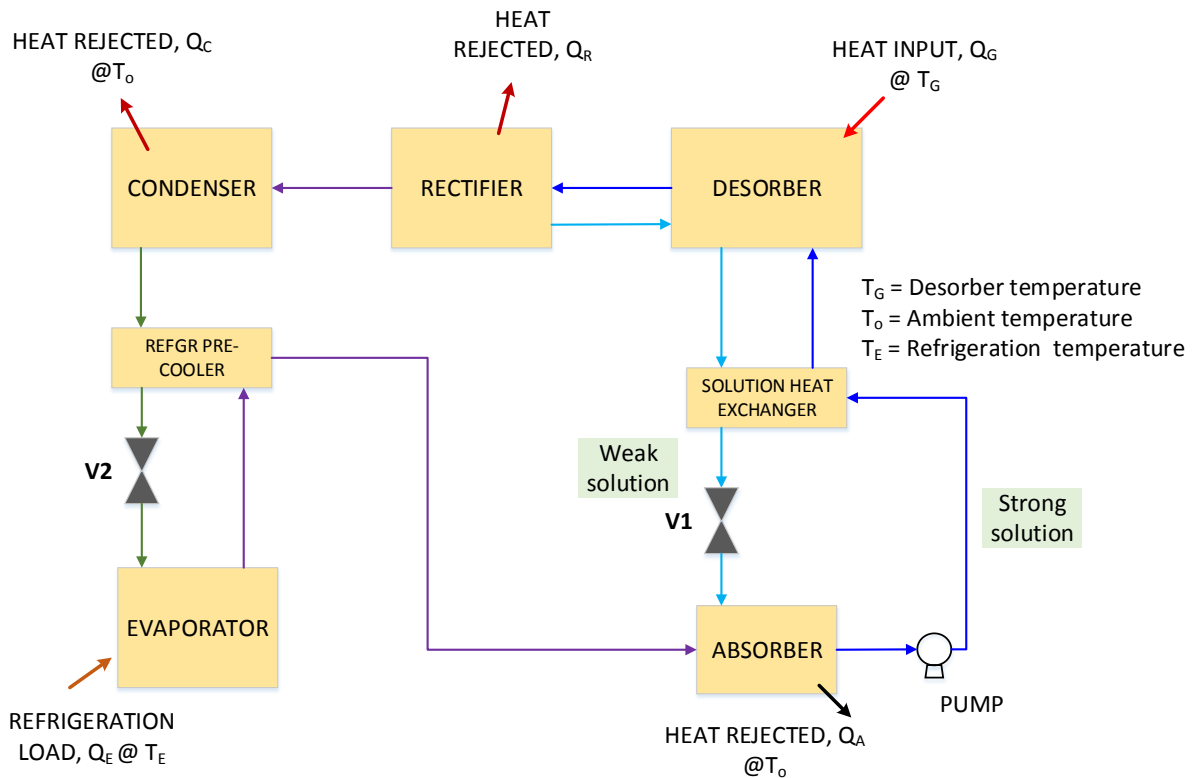 HEAT REJECTED, QC
@To
HEAT
REJECTED, QR
HEAT INPUT, QG
@ TG
CONDENSER
RECTIFIER
DESORBER
TG = Desorber temperature
To = Ambient temperature
TE = Refrigeration temperature
REFGR PRE-
COOLER
SOLUTION HEAT
EXCHANGER
V2
Weak
solution
V1
Strong
solution
EVAPORATOR
ABSORBER
PUMP
REFRIGERATION
LOAD, QE @ TE
HEAT REJECTED, QA
@To